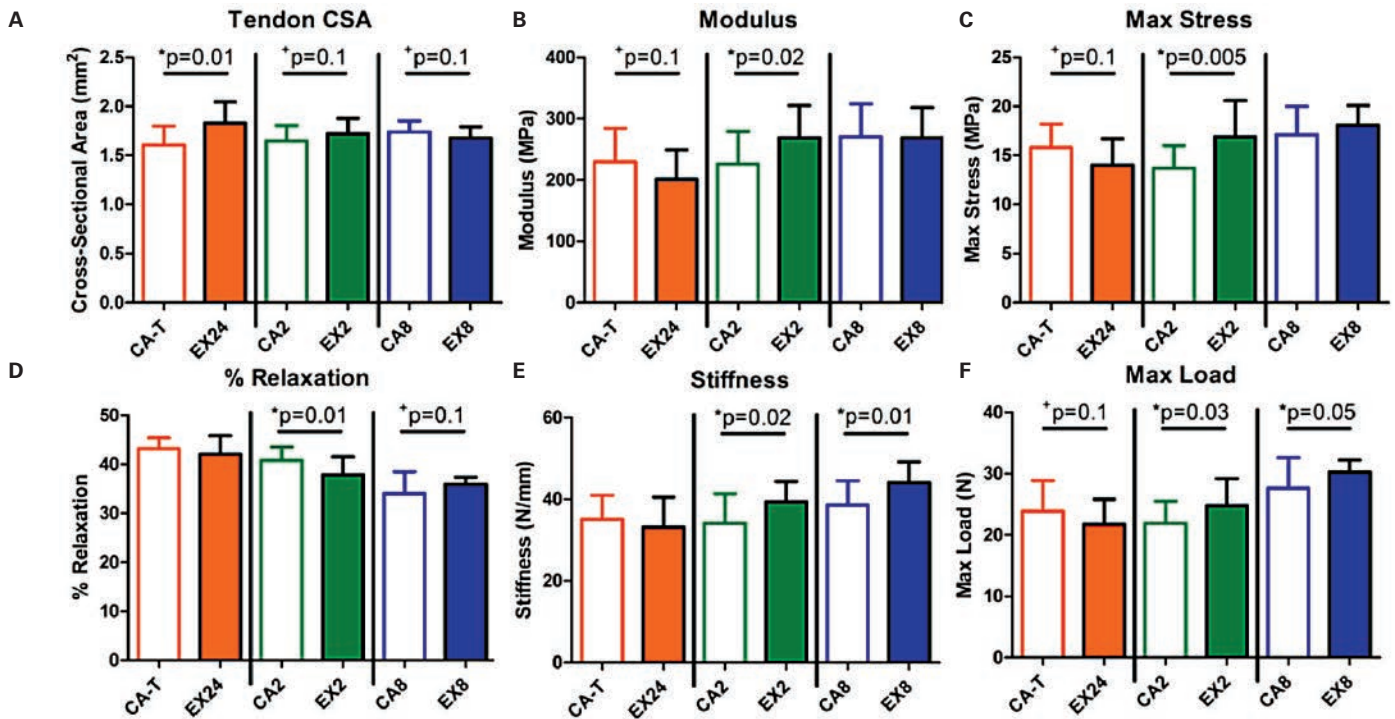 A
Tendon CSA
Cross-Sectional Area (mm²)
2.5
2.0
1.5
1.0
0.5
0.0
*p=0.01
+p=0.1
+p=0.1
CA-T
EX24
CA2
EX2
CA8
EX8
B
Modulus
Modulus (MPa)
400
300
200
100
0
+p=0.1
*p=0.02
CA-T
EX24
CA2
EX2
CA8
EX8
C
Max Stress
Max Stress (MPa)
25
20
15
10
5
0
+p=0.1
*p=0.005
CA-T
EX24
CA2
EX2
CA8
EX8
D
% Relaxation
% Relaxation
50
40
30
20
10
0
*p=0.01
+p=0.1
CA-T
EX24
CA2
EX2
CA8
EX8
E
Stiffness
Stiffness (N/mm)
60
40
20
0
*p=0.02
*p=0.01
CA-T
EX24
CA2
EX2
CA8
EX8
F
Max Load
Max Load (N)
40
30
20
10
0
+p=0.1
*p=0.03
*p=0.05
CA-T
EX24
CA2
EX2
CA8
EX8